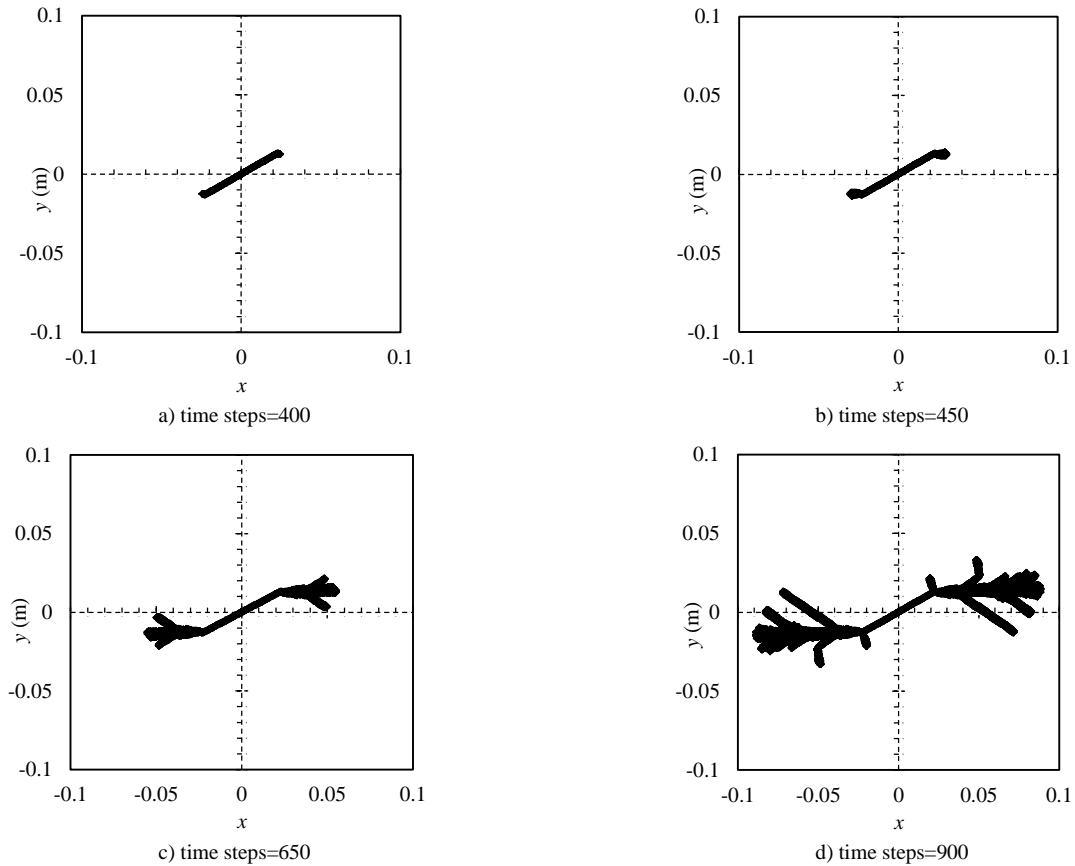 0.1
0.05
0
-0.05
-0.1
y (m)
-0.1 0 0.1
x
a) time steps=400
0.1
0.05
0
-0.05
-0.1
y (m)
-0.1 0 0.1
x
b) time steps=450
0.1
0.05
0
-0.05
-0.1
y (m)
-0.1 -0.05 0 0.05 0.1
x
c) time steps=650
0.1
0.05
0
-0.05
-0.1
y (m)
-0.1 -0.05 0 0.05 0.1
x
d) time steps=900